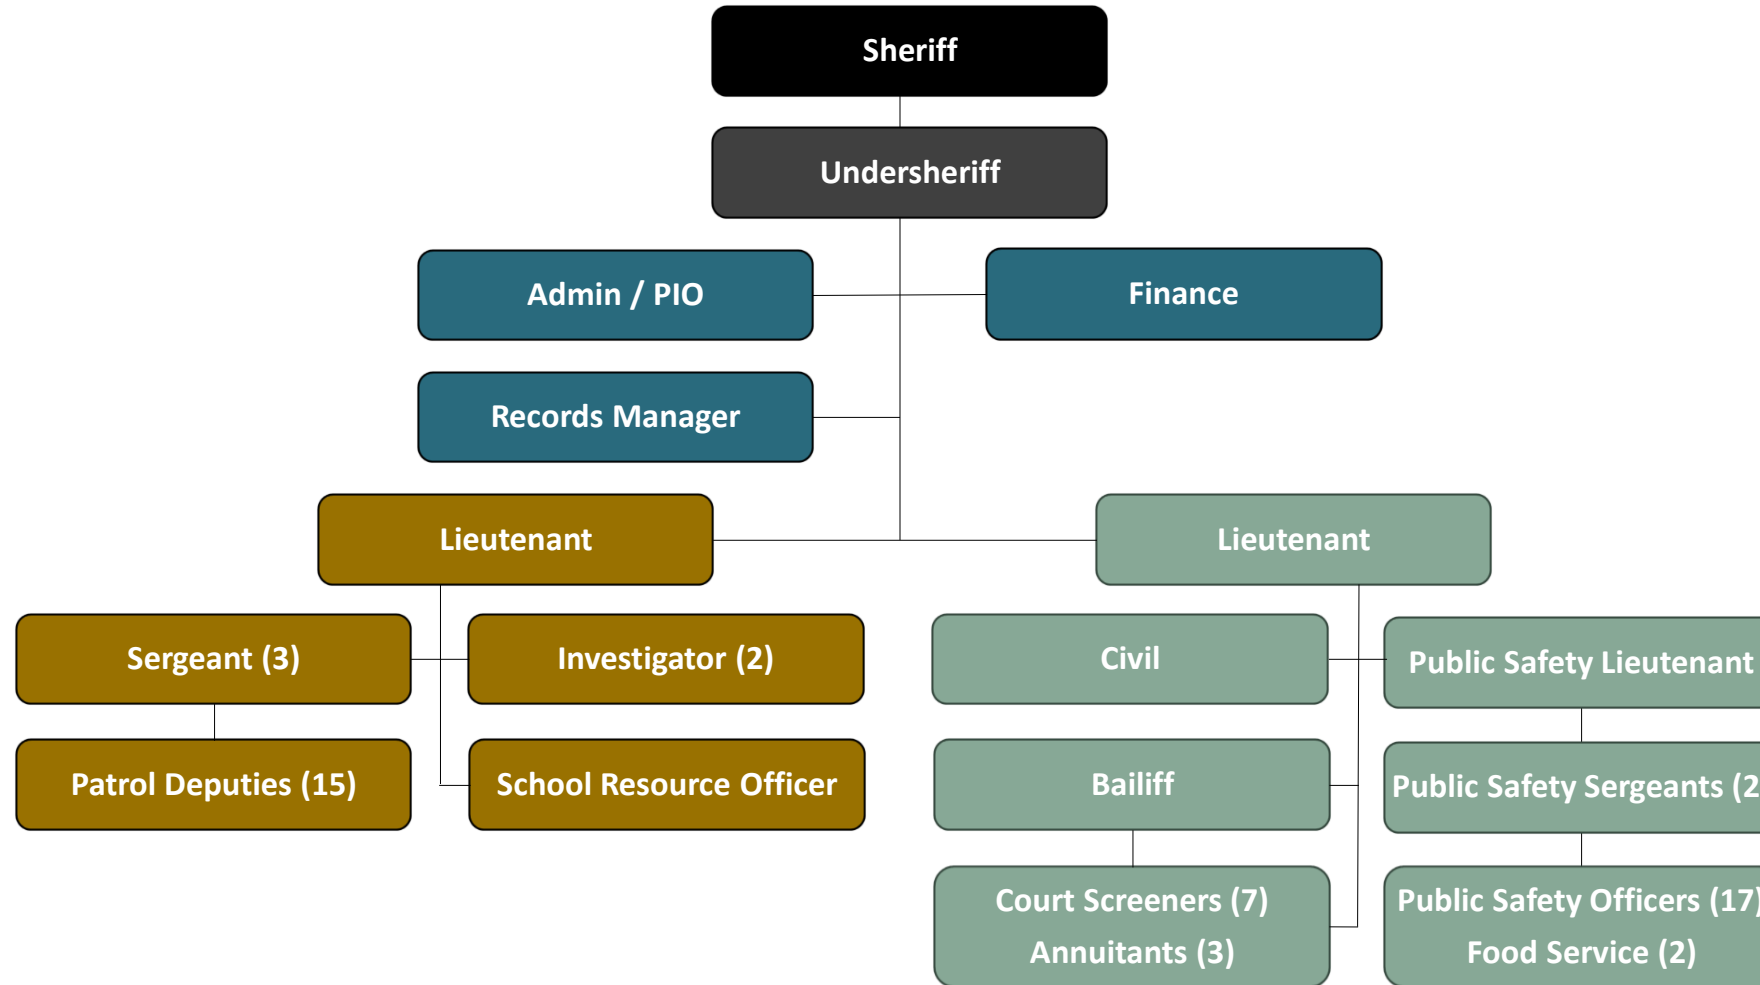 Sheriff
Undersheriff
Admin / PIO
Finance
Records Manager
Lieutenant
Lieutenant
Sergeant (3)
Investigator (2)
Civil
Public Safety Lieutenant
Patrol Deputies (15)
School Resource Officer
Bailiff
Public Safety Sergeants (2
Court Screeners (7)
Annuitants (3)
Public Safety Officers (17)
Food Service (2)